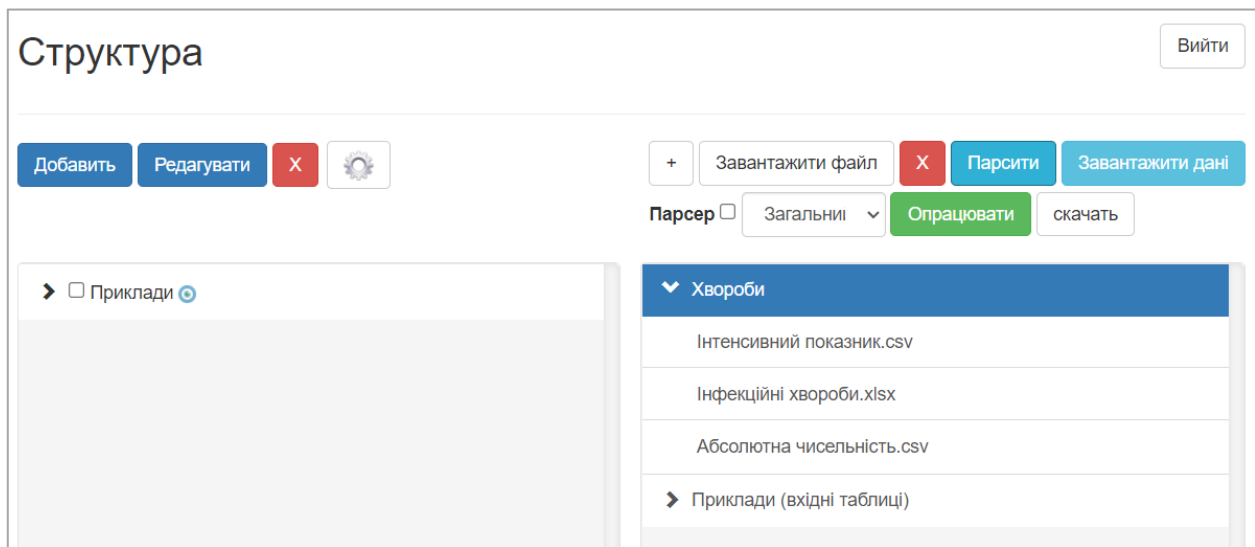 Структура
Вийти
Добавить Редагувати X
+ Завантажити файл X Парсити Завантажити дані
Парсер Загальні Опрацювати скачать
Приклади
Хвороби
Інтенсивний показник.csv
Інфекційні хвороби.xlsx
Абсолютна чисельність.csv
Приклади (вхідні таблиці)